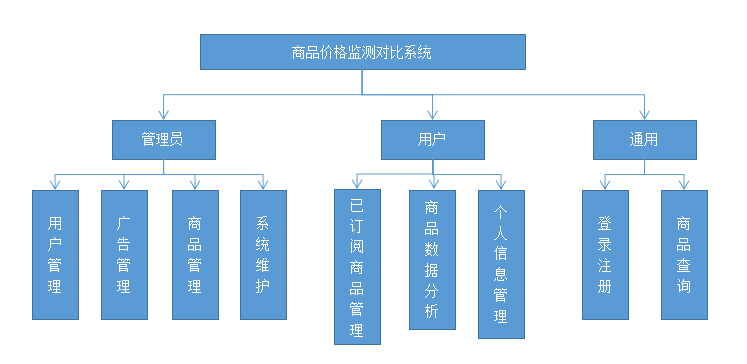 商品价格监测对比系统
管理员
用户
通用
用户管理
广告管理
商品管理
系统维护
已订阅商品管理
商品数据分析
个人信息管理
登录注册
商品查询